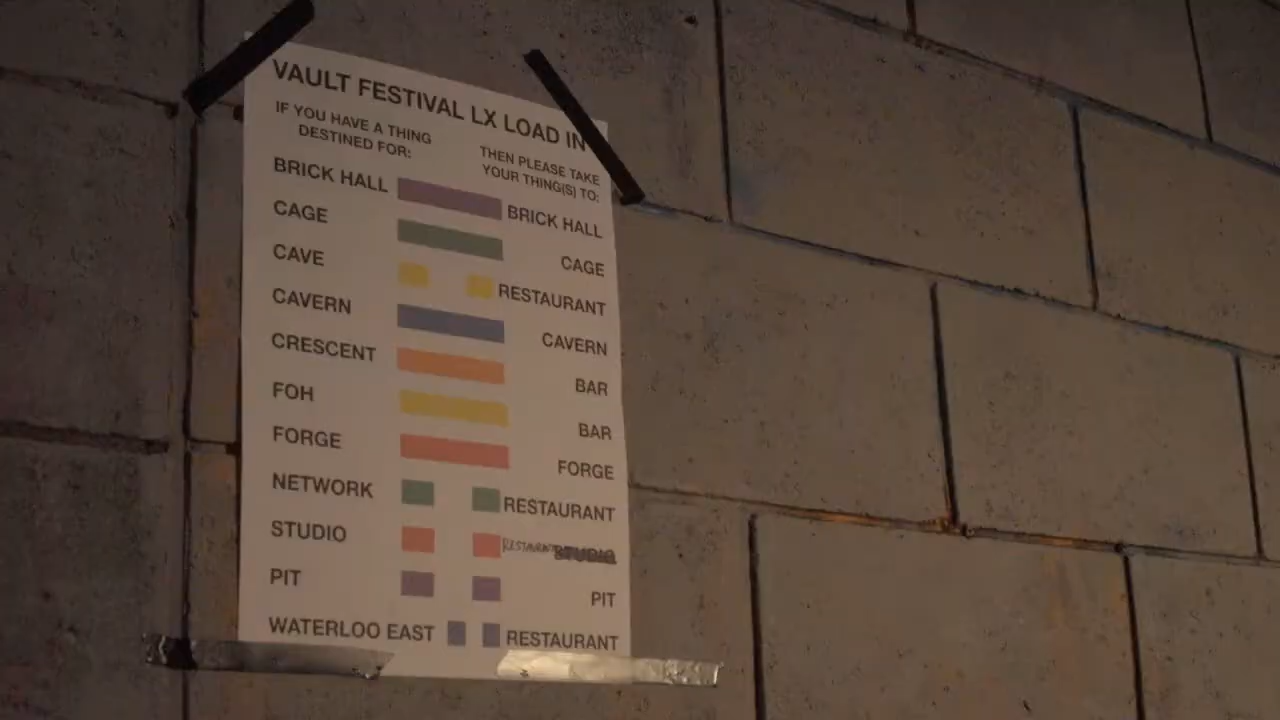 VAULT FESTIVAL LX LOAD IN
IF YOU HAVE A THING
DESTINED FOR:
THEN PLEASE TAKE
YOUR THING(S) TO:
BRICK HALL BRICK HALL
CAGE CAGE
CAVE RESTAURANT
CAVERN CAVERN
CRESCENT BAR
FOH BAR
FORGE FORGE
NETWORK RESTAURANT
STUDIO RESTAURANT STUDIO
PIT PIT
WATERLOO EAST RESTAURANT